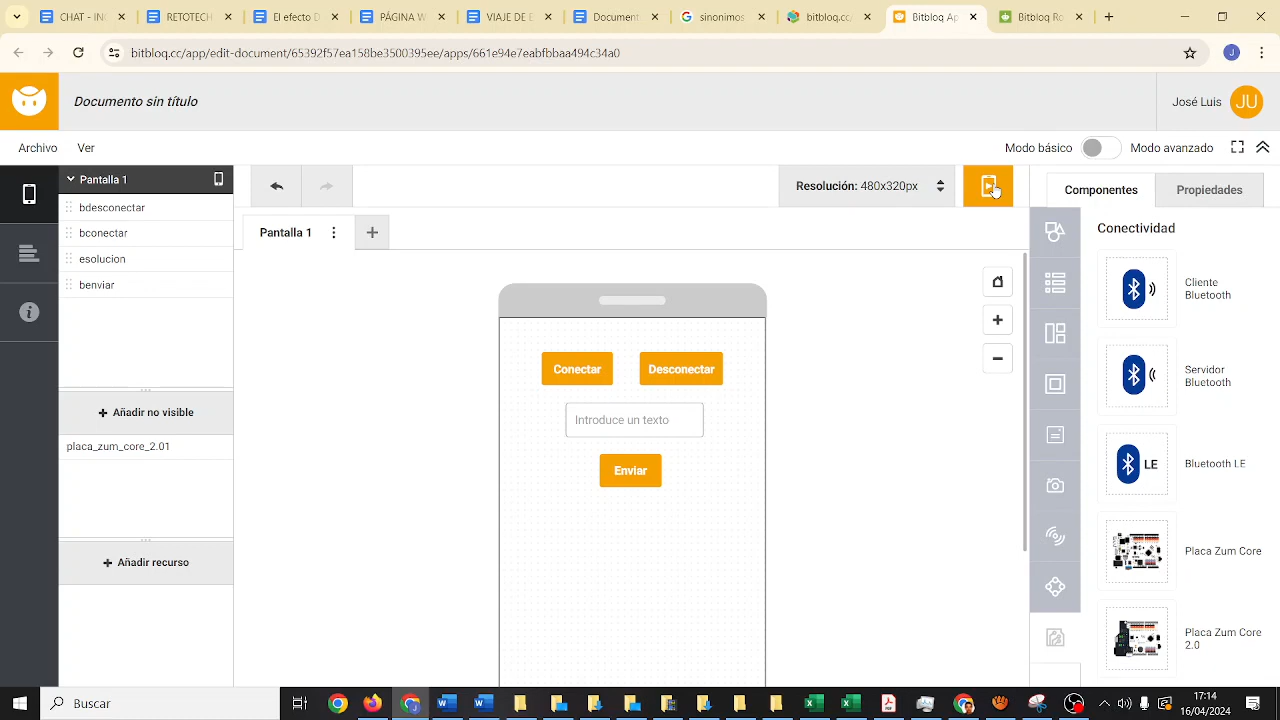 CHAT - INC
RETOTECH
El efecto
PÁGINA W
VIAJE DE E
Document
sinonimos
bitbloq.cc/
Bitbloq Ap
Bitbloq Ro
bitbloq.cc/app/edit-document/65392f57ea158be3500395ee/apps/661e94e7eabfbbaa494c34a0
J
Documento sin título
José Luis
JU
Archivo
Ver
Modo básico
Modo avanzado
Pantalla 1
bdesconectar
bconectar
esolucion
benviar
Añadir no visible
placa_zum_core_2.01
Añadir recurso
Resolución: 480x320px
Pantalla 1
Conectar
Desconectar
Introduce un texto
Enviar
Componentes
Propiedades
Conectividad
Cliente
Bluetooth
Servidor
Bluetooth
LE
Bluetooth LE
Placa Zum Core
Placa Zum Core
2.0
Buscar
17:14
16/04/2024